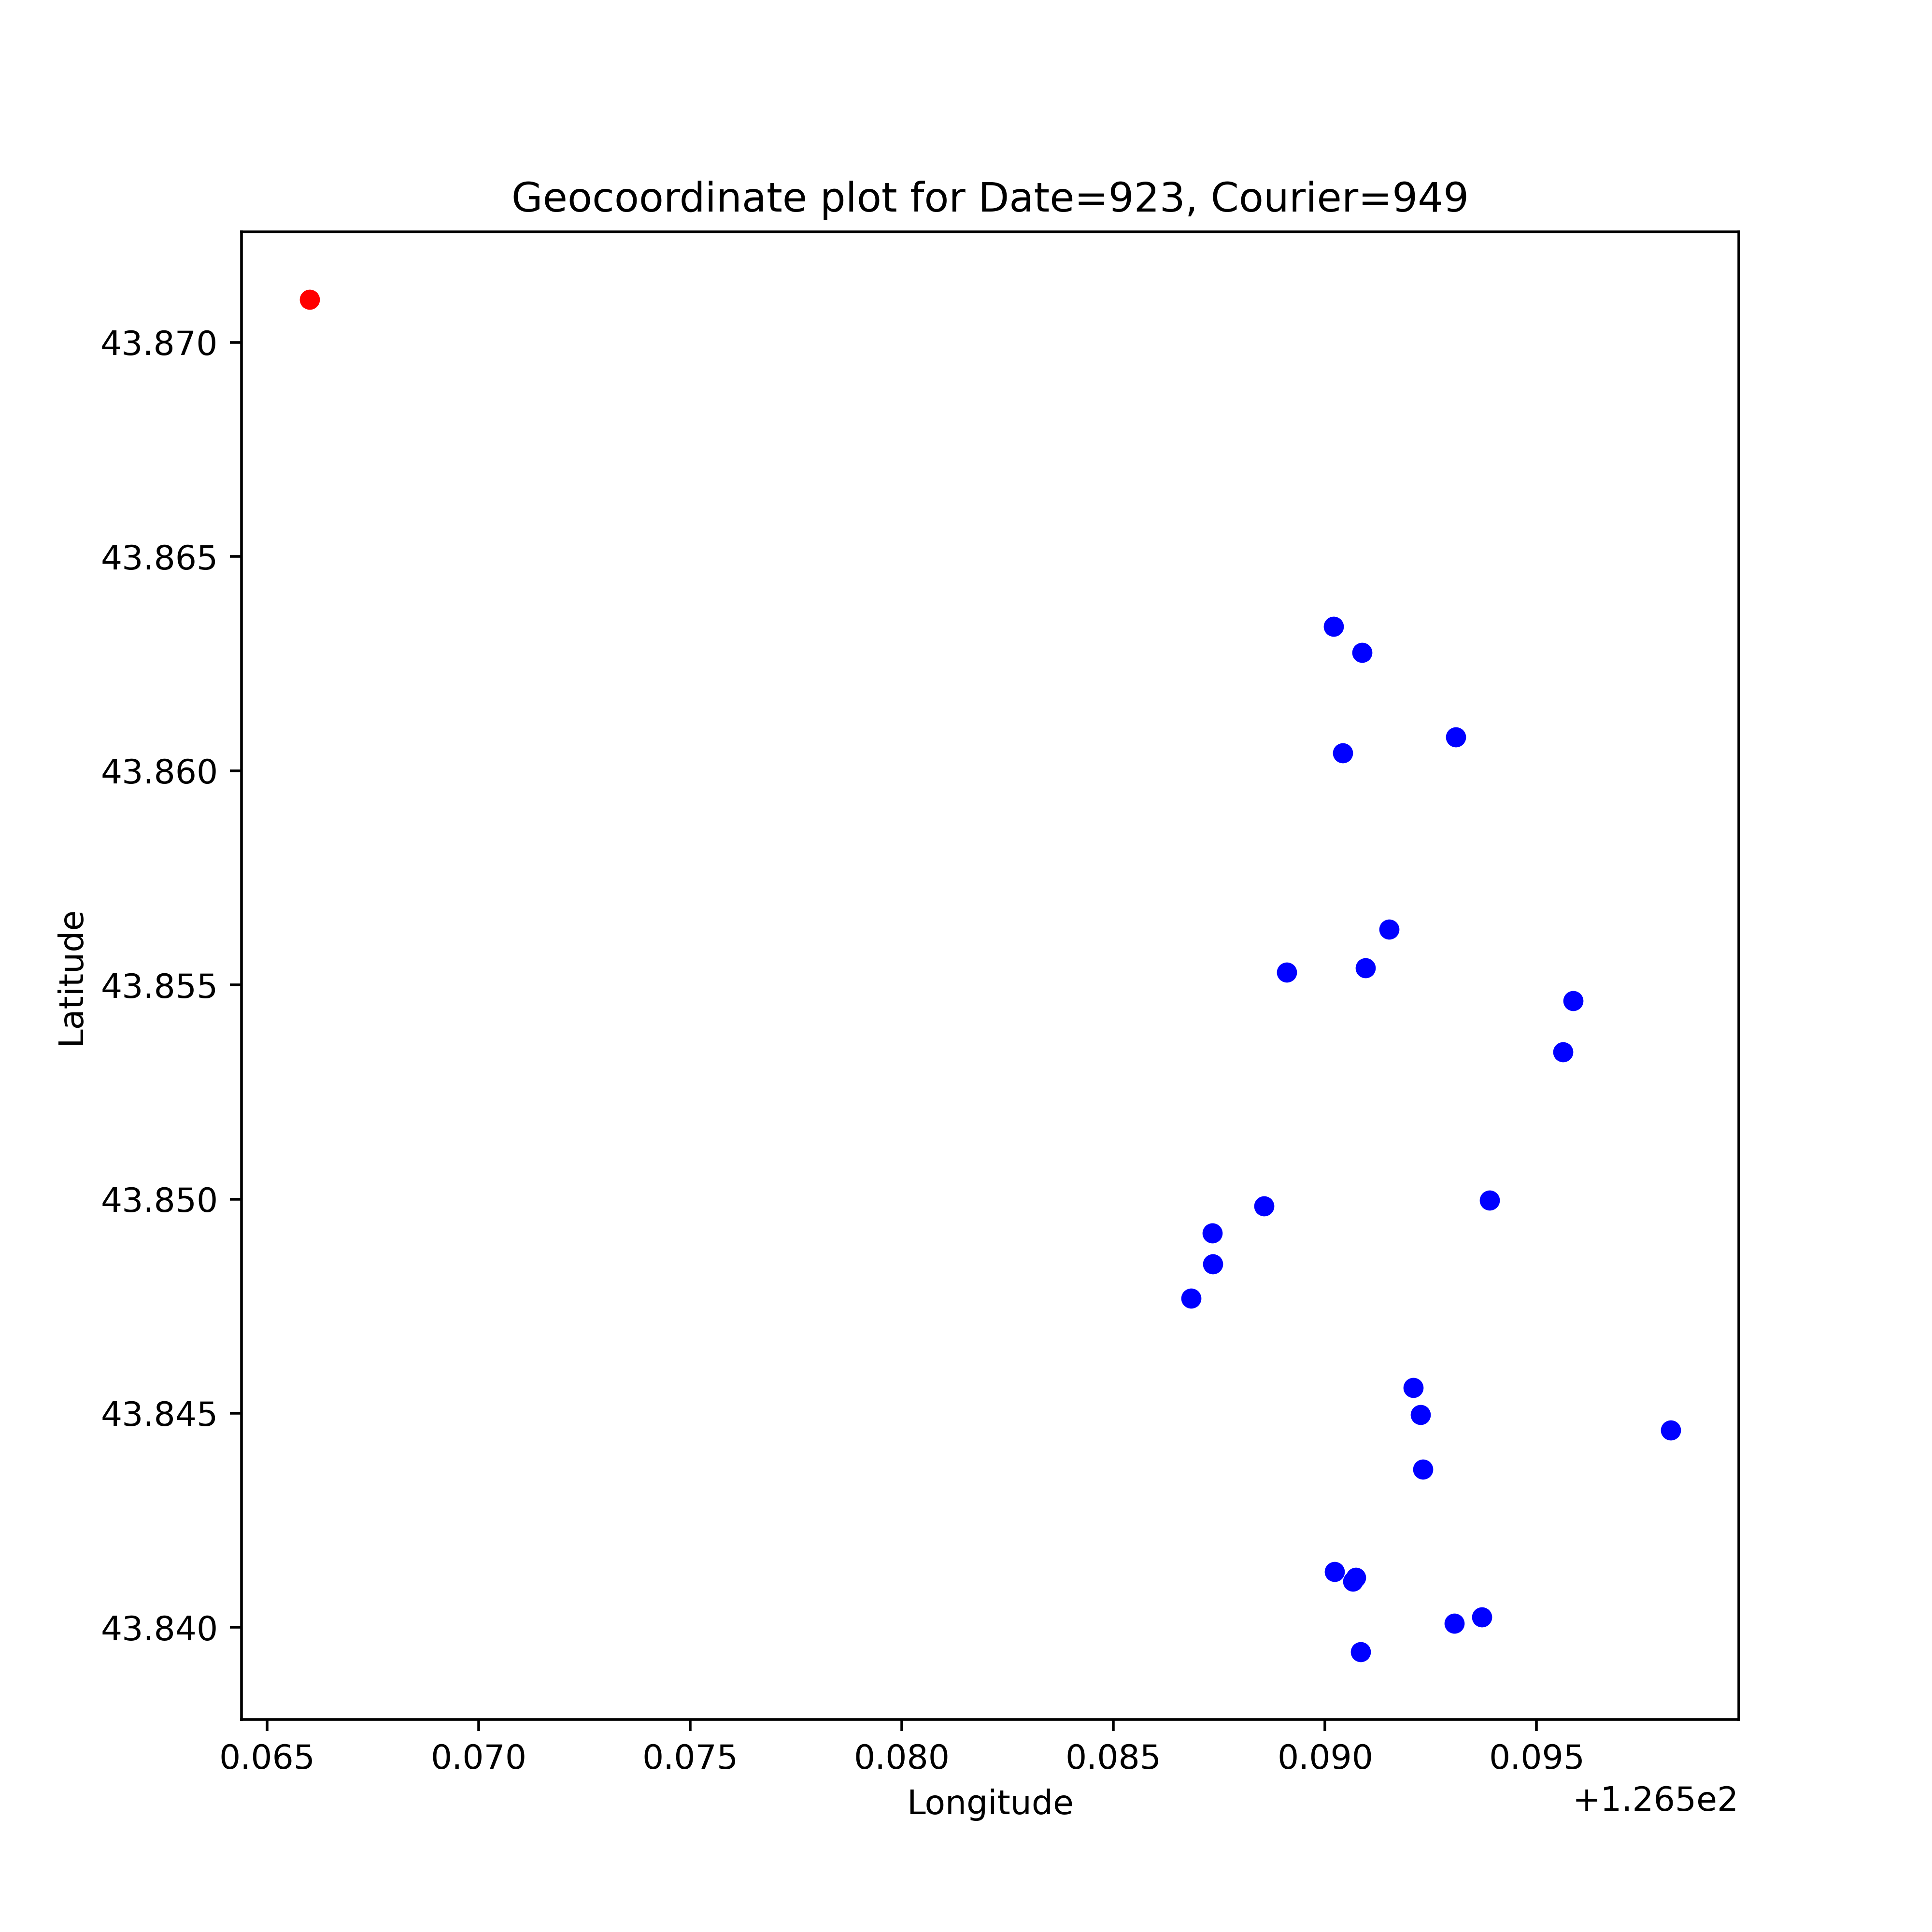 Geocoordinate plot for Date=923, Courier=949
43.870
43.865
43.860
43.855
43.850
43.845
43.840
Latitude
0.065 0.070 0.075 0.080 0.085 0.090 0.095
Longitude
+1.265e2